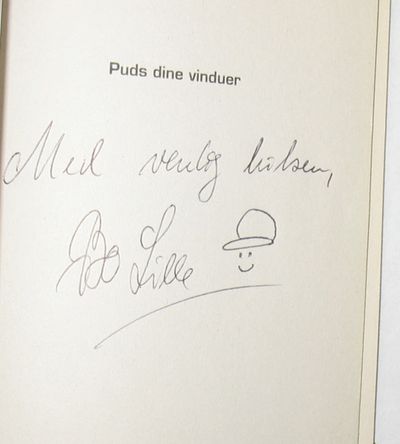 Puds dine vinduer
Med venlig hilsen,
Bo Lille